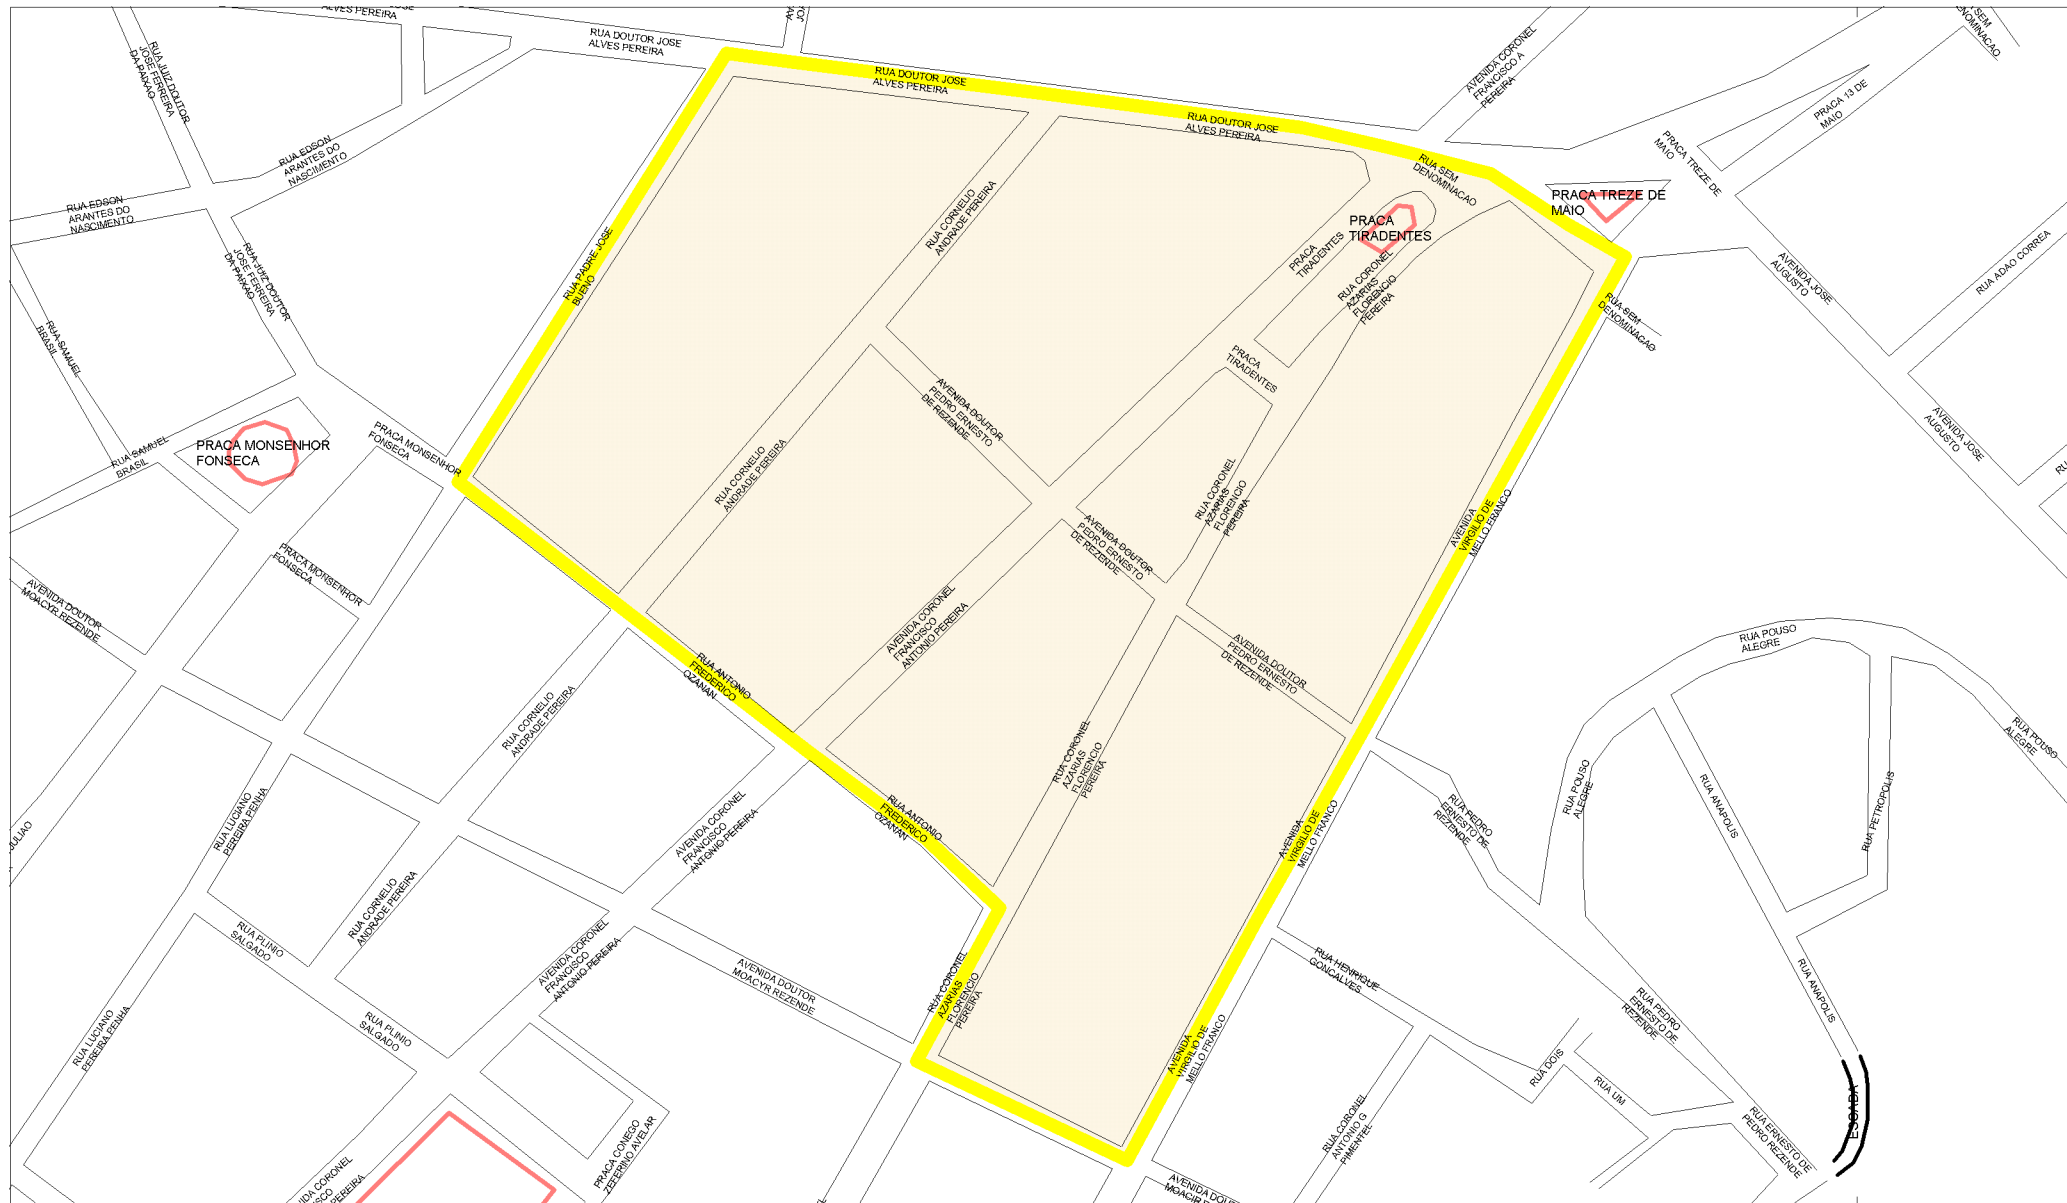 ALVES PEREIRA
RUA DOUTOR JOSE
ALVES PEREIRA
RUA DOUTOR JOSE
ALVES PEREIRA
RUA DOUTOR JOSE
ALVES PEREIRA
RUA SEM
DENOMINACAO
AVENIDA CORONEL
FRANCISCO A
PEREIRA
SEM
PRACA 13 DE
MAIO
PRACA TREZE DE
MAIO
PRACA TREZE DE
MAIO
RUA JUIZ DOUTOR
JOSE FERREIRA
DA PAIXAO
RUA EDSON
ARANTES DO
NASCIMENTO
RUA EDSON
ARANTES DO
NASCIMENTO
RUA JUIZ DOUTOR
JOSE FERREIRA
DA PAIXAO
RUA PADRE JOSE
BUENO
RUA CORNELIO
ANDRADE PEREIRA
PRACA
TIRADENTES
PRACA
TIRADENTES
RUA CORONEL
AZARIAS
FLORENCIO
PEREIRA
RUA SEM
DENOMINACAO
AVENIDA JOSE
AUGUSTO
RUA ADAO CORREA
RUA SAMUEL
BRASIL
PRACA
TIRADENTES
AVENIDA DOUTOR
PEDRO ERNESTO
DE REZENDE
AVENIDA JOSE
AUGUSTO
RUA SAMUEL
BRASIL
PRACA MONSENHOR
FONSECA
PRACA MONSENHOR
FONSECA
RUA CORNELIO
ANDRADE PEREIRA
RUA CORONEL
AZARIAS
FLORENCIO
PEREIRA
AVENIDA
VIRGILIO DE
MELLO FRANCO
AVENIDA DOUTOR
PEDRO ERNESTO
DE REZENDE
PRACA MONSENHOR
FONSECA
AVENIDA DOUTOR
MOACYR REZENDE
AVENIDA CORONEL
FRANCISCO
ANTONIO PEREIRA
AVENIDA DOUTOR
PEDRO ERNESTO
DE REZENDE
RUA POUSO
ALEGRE
RUA ANTONIO
FREDERICO
OZANAN
RUA CORNELIO
ANDRADE PEREIRA
RUA CORONEL
AZARIAS
FLORENCIO
PEREIRA
RUA POUSO
ALEGRE
RUA POUSO
ALEGRE
RUA ANAPOLIS
RUA PETROPOLIS
RUA LUCIANO
PEREIRA PENHA
AVENIDA CORONEL
FRANCISCO
ANTONIO PEREIRA
RUA ANTONIO
FREDERICO
OZANAN
AVENIDA
VIRGILIO DE
MELLO FRANCO
RUA PEDRO
ERNESTO DE
REZENDE
JULIAO
RUA CORNELIO
ANDRADE PEREIRA
RUA PLINIO
SALGADO
AVENIDA CORONEL
FRANCISCO
ANTONIO PEREIRA
AVENIDA DOUTOR
MOACYR REZENDE
RUA CORONEL
AZARIAS
FLORENCIO
PEREIRA
RUA HENRIQUE
GONCALVES
RUA PEDRO
ERNESTO DE
REZENDE
RUA ANAPOLIS
RUA LUCIANO
PEREIRA PENHA
RUA PLINIO
SALGADO
AVENIDA
VIRGILIO DE
MELLO FRANCO
RUA DOIS
RUA UM
ESCADA
RUA CORONEL
ANTONIO G
PIMENTEL
RUA ERNESTO DE
PEDRO REZENDE
PRACA CONEGO
ZEFERINO AVELAR
CORONEL
PEREIRA